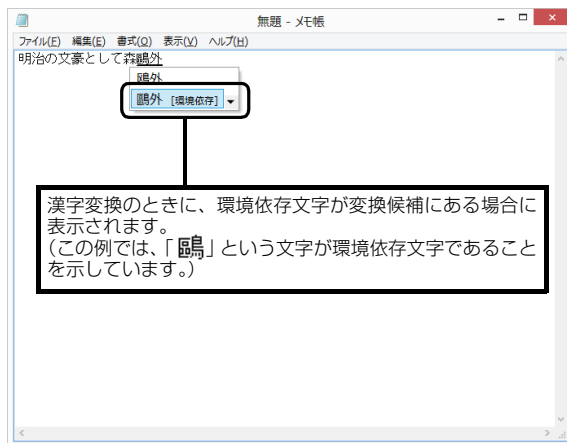 無題 - メモ帳
ファイル(F) 編集(E) 書式(O) 表示(V) ヘルプ(H)
明治の文豪として森鷗外
鴎外
鷗外 [環境依存]
漢字変換のときに、環境依存文字が変換候補にある場合に
表示されます。
(この例では、「鷗」という文字が環境依存文字であること
を示しています。)